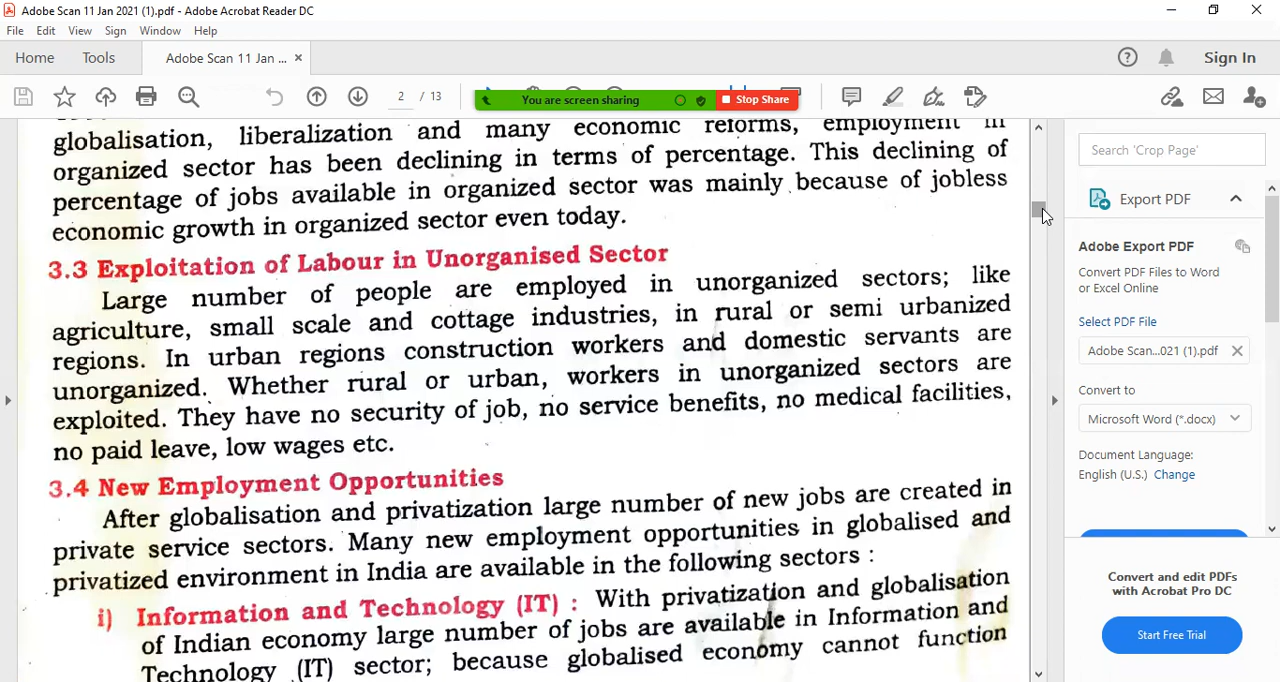 Adobe Scan 11 Jan 2021 (1).pdf - Adobe Acrobat Reader DC
File Edit View Sign Window Help
Home Tools Adobe Scan 11 Jan ... × Sign In
2 / 13
You are screen sharing Stop Share
globalisation, liberalization and many economic reforms, employment in
organized sector has been declining in terms of percentage. This declining of
percentage of jobs available in organized sector was mainly because of jobless
economic growth in organized sector even today.
3.3 Exploitation of Labour in Unorganised Sector
Large number of people are employed in unorganized sectors; like
agriculture, small scale and cottage industries, in rural or semi urbanized
regions. In urban regions construction workers and domestic servants are
unorganized. Whether rural or urban, workers in unorganized sectors are
exploited. They have no security of job, no service benefits, no medical facilities,
no paid leave, low wages etc.
3.4 New Employment Opportunities
After globalisation and privatization large number of new jobs are created in
private service sectors. Many new employment opportunities in globalised and
privatized environment in India are available in the following sectors :
i) Information and Technology (IT) : With privatization and globalisation
of Indian economy large number of jobs are available in Information and
Technology (IT) sector; because globalised economy cannot function
Search 'Crop Page'
Export PDF
Adobe Export PDF
Convert PDF Files to Word
or Excel Online
Select PDF File
Adobe Scan...021 (1).pdf ×
Convert to
Microsoft Word (*.docx)
Document Language:
English (U.S.) Change
Convert and edit PDFs
with Acrobat Pro DC
Start Free Trial